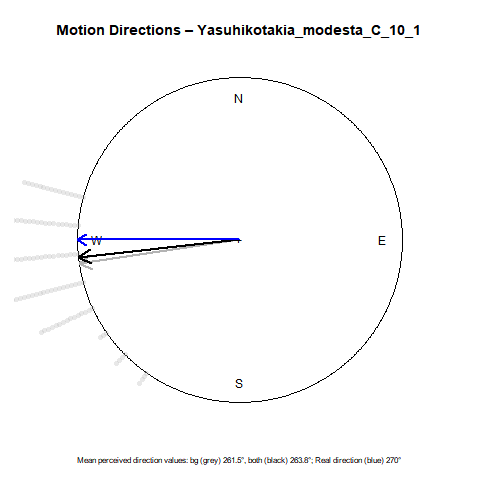 Motion Directions – Yasuhikotakia_modesta_C_10_1
N
W
E
S
Mean perceived direction values: bg (grey) 261.5°, both (black) 263.8°; Real direction (blue) 270°